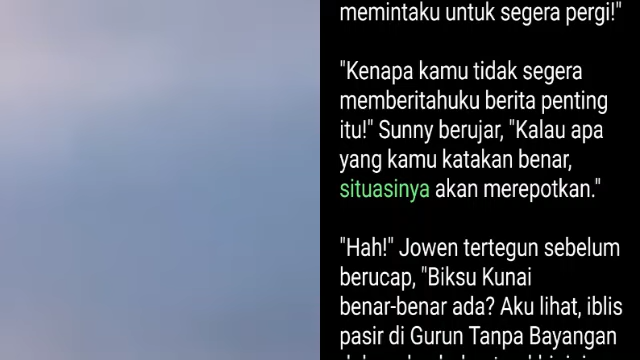 memintaku untuk segera pergi!"
"Kenapa kamu tidak segera
memberitahuku berita penting
itu!" Sunny berujar, "Kalau apa
yang kamu katakan benar,
situasinya akan merepotkan."
"Hah!" Jowen tertegun sebelum
berucap, "Biksu Kunai
benar-benar ada? Aku lihat, iblis
pasir di Gurun Tanpa Bayangan